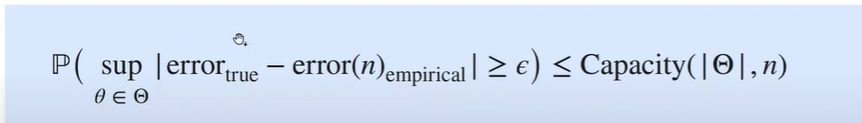 ℙ( sup |error_true − error(n)_empirical| ≥ ϵ) ≤ Capacity(|Θ|, n)
θ ∈ Θ